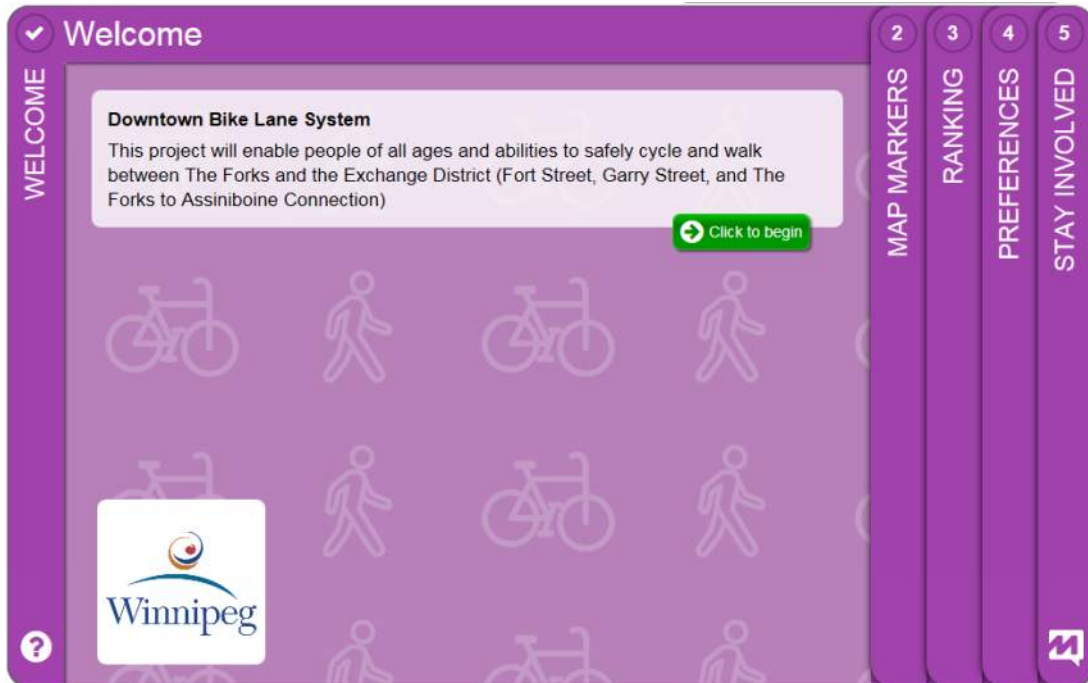 Welcome
WELCOME
Downtown Bike Lane System
This project will enable people of all ages and abilities to safely cycle and walk
between The Forks and the Exchange District (Fort Street, Garry Street, and The
Forks to Assiniboine Connection)
Click to begin
Winnipeg
?
2
MAP MARKERS
3
RANKING
4
PREFERENCES
5
STAY INVOLVED